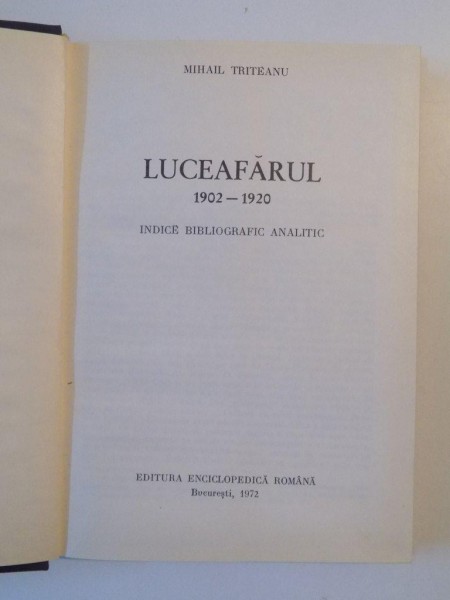 MIHAIL TRITEANU
LUCEAFĂRUL
1902 — 1920
INDICE BIBLIOGRAFIC ANALITIC
EDITURA ENCICLOPEDICĂ ROMÂNĂ
București, 1972